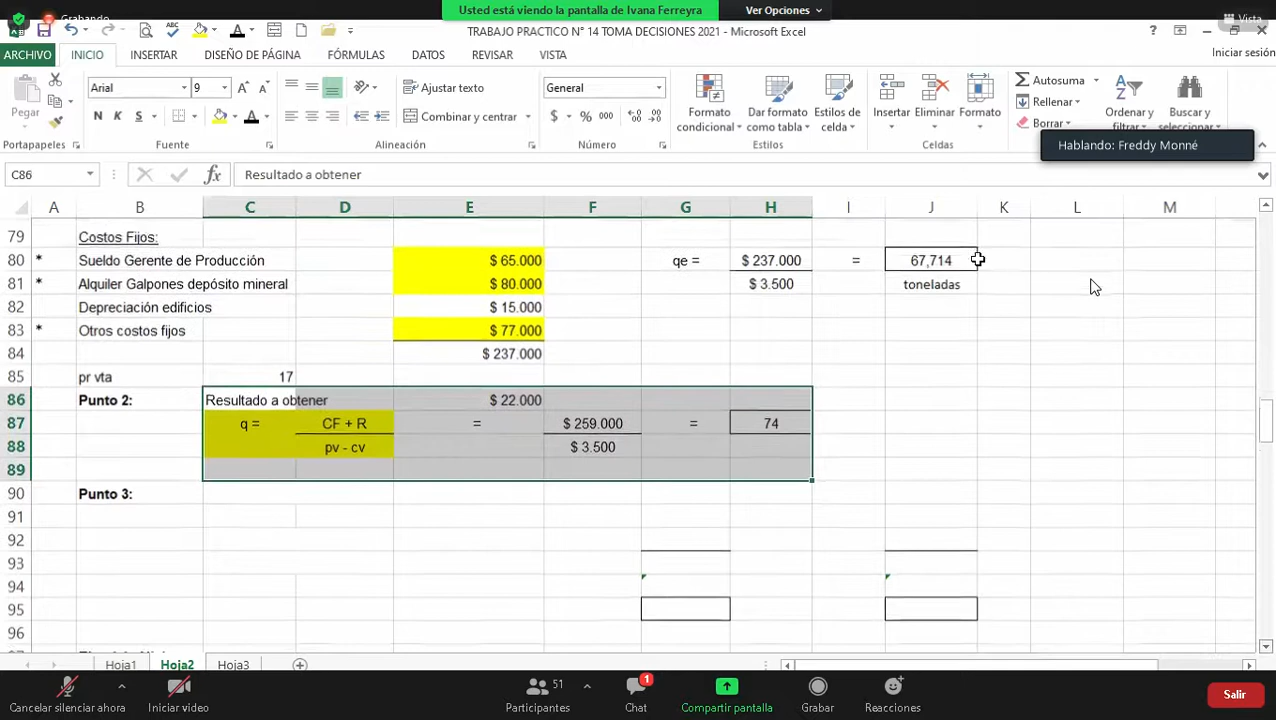 Grabando
Usted está viendo la pantalla de Ivana Ferreyra
Ver Opciones
Vista
TRABAJO PRACTICO N° 14 TOMA DECISIONES 2021 - Microsoft Excel
ARCHIVO INICIO INSERTAR DISEÑO DE PÁGINA FÓRMULAS DATOS REVISAR VISTA Iniciar sesión
Pegar
Arial 9
N K S
Ajustar texto
Combinar y centrar
General
$ % 000
Formato condicional
Dar formato como tabla
Estilos de celda
Insertar Eliminar Formato
Autosuma
Rellenar
Borrar
Ordenar y filtrar
Buscar y seleccionar
Portapapeles Fuente Alineación Número Estilos Celdas
Hablando: Freddy Monné
C86 fx Resultado a obtener
A B C D E F G H I J K L M
79 Costos Fijos:
80 * Sueldo Gerente de Producción $ 65.000 qe = $ 237.000 = 67,714
81 * Alquiler Galpones depósito mineral $ 80.000 $ 3.500 toneladas
82 Depreciación edificios $ 15.000
83 * Otros costos fijos $ 77.000
84 $ 237.000
85 pr vta 17
86 Punto 2: Resultado a obtener $ 22.000
87 q = CF + R = $ 259.000 = 74
88 pv - cv $ 3.500
89
90 Punto 3:
91
92
93
94
95
96
Hoja1 Hoja2 Hoja3
Cancelar silenciar ahora
Iniciar video
51
Participantes
1
Chat
Compartir pantalla
Grabar
Reacciones
Salir